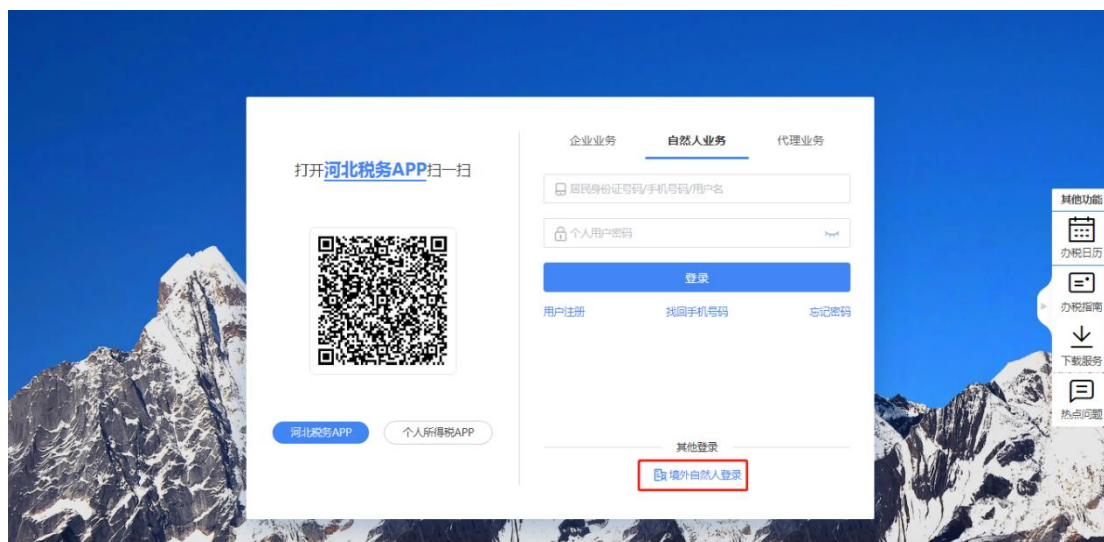 打开河北税务APP扫一扫
河北税务APP
个人所得税APP
企业业务
自然人业务
代理业务
居民身份证号码/手机号码/用户名
个人用户密码
登录
用户注册
找回手机号码
忘记密码
其他登录
境外自然人登录
其他功能
办税日历
办税指南
下载服务
热点问题